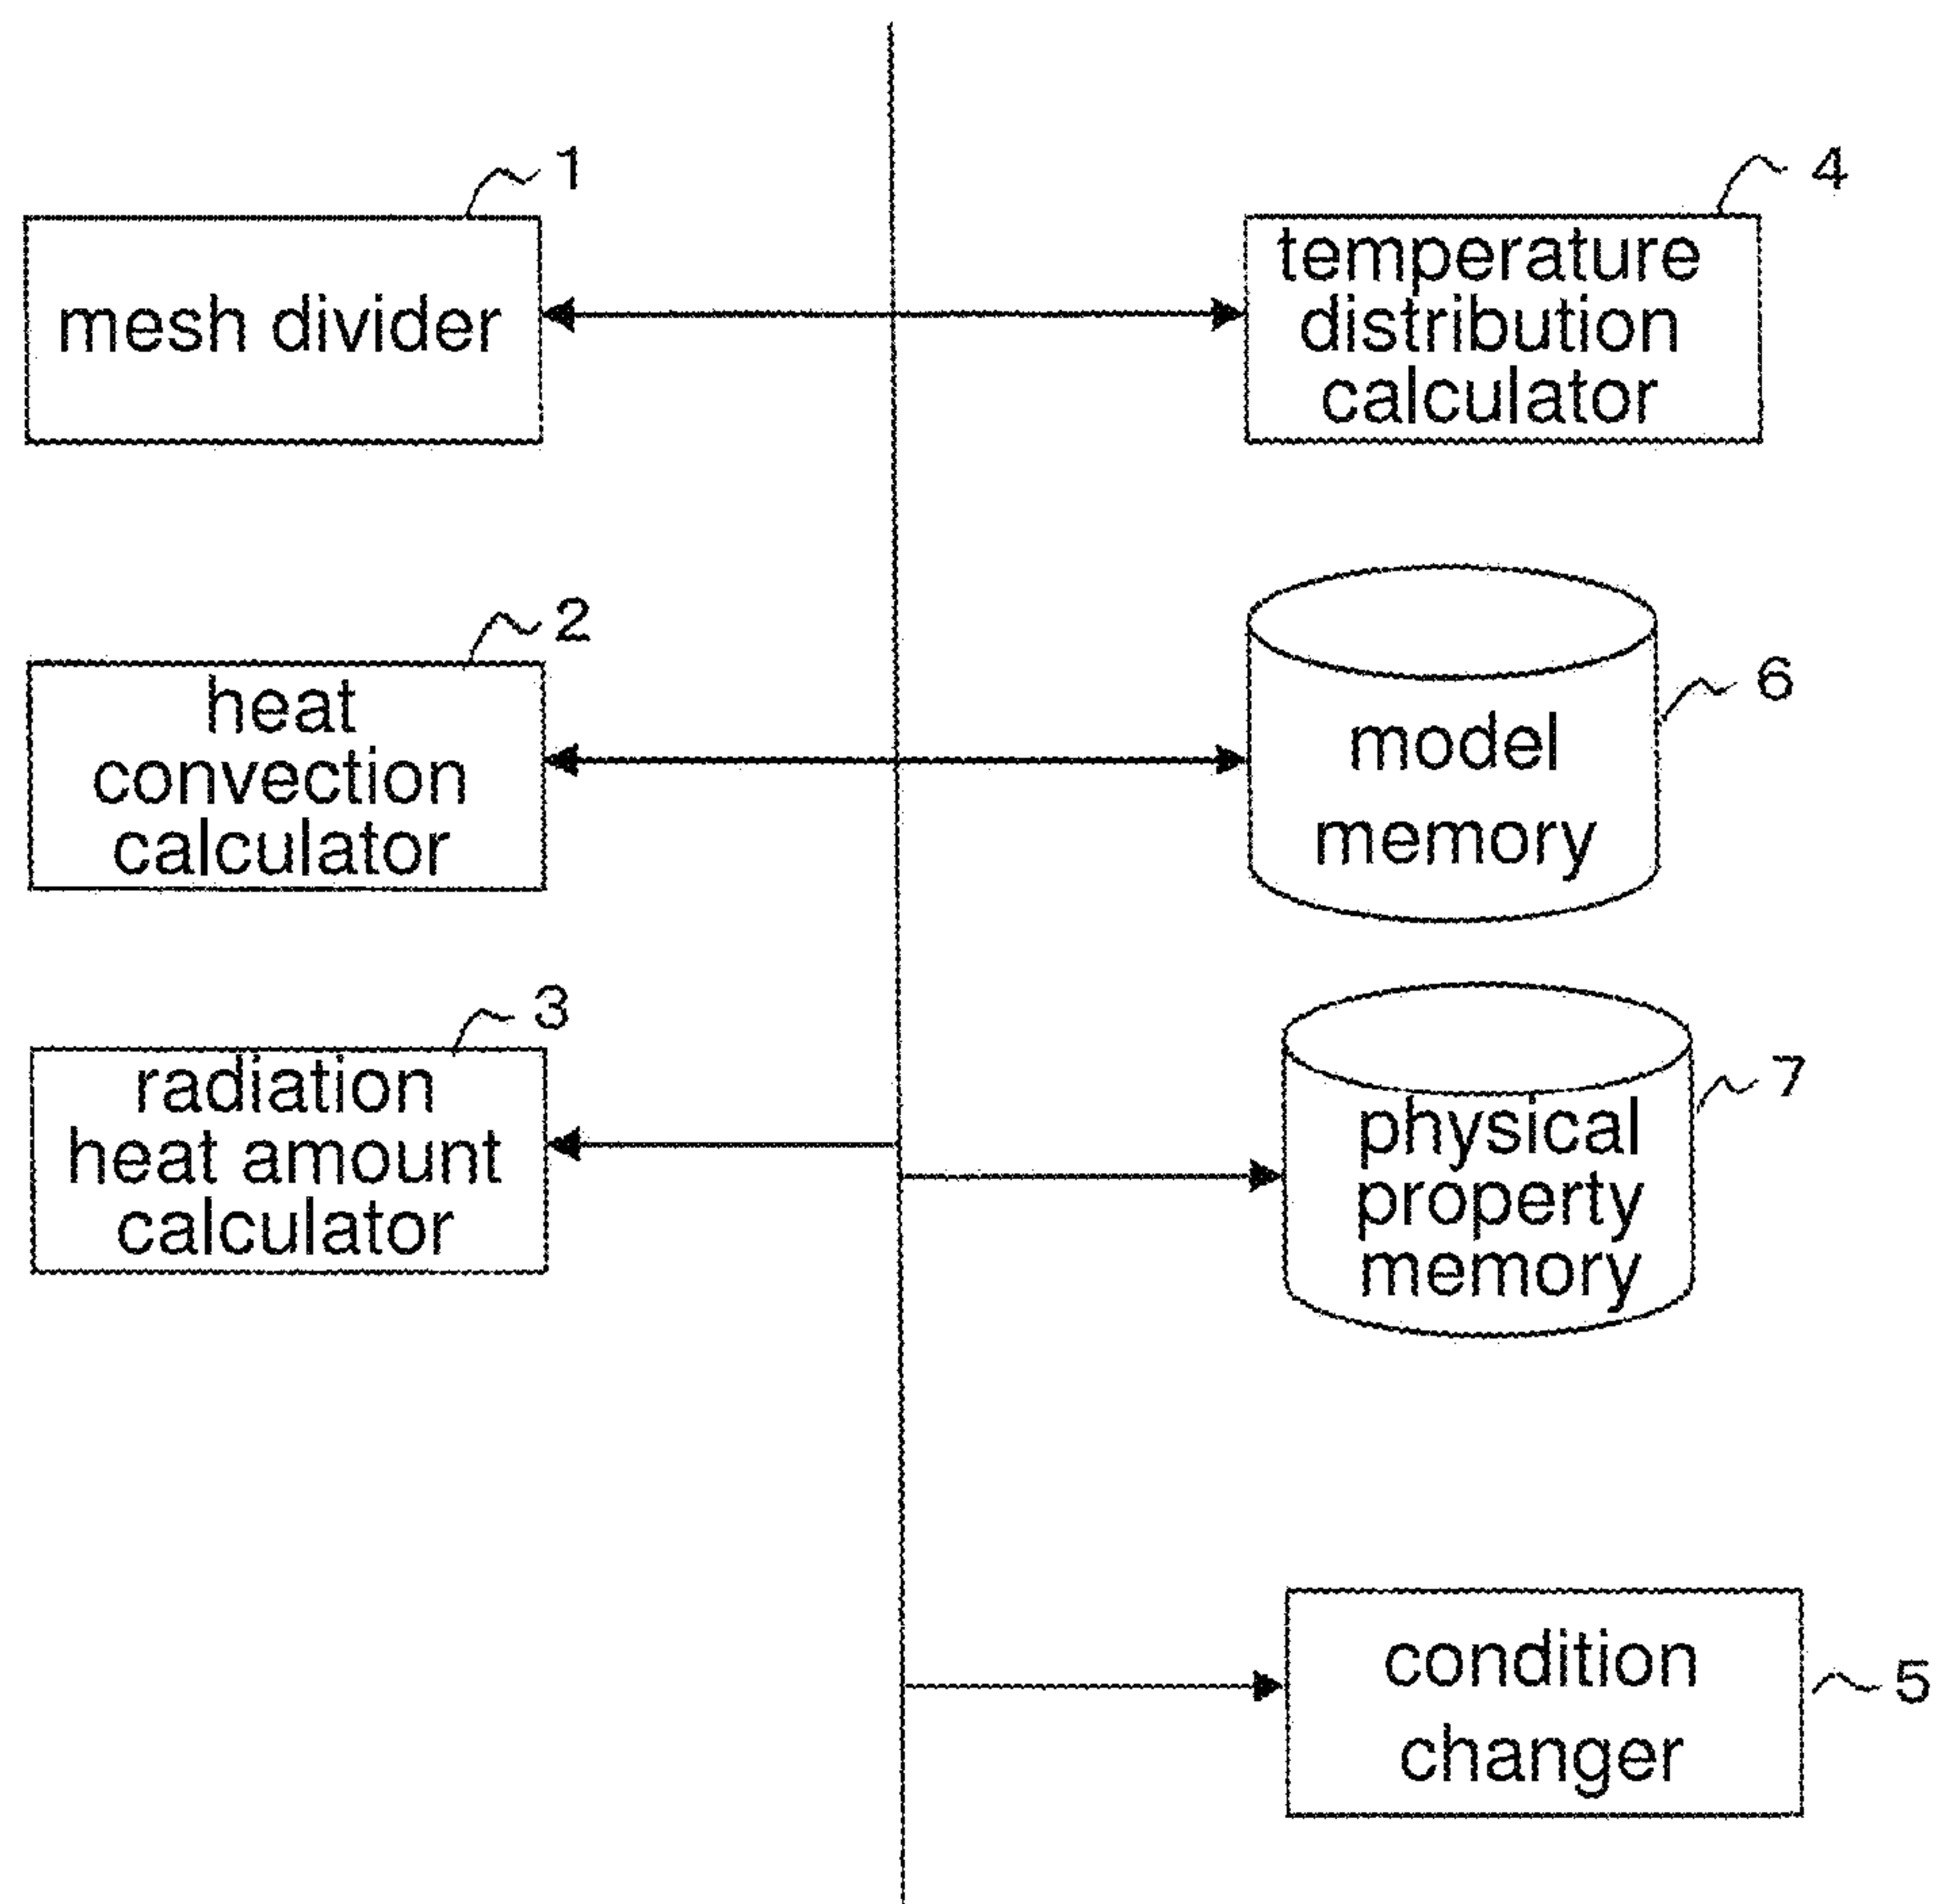 1
mesh divider
4
temperature
distribution
calculator
2
heat
convection
calculator
6
model
memory
3
radiation
heat amount
calculator
7
physical
property
memory
condition
changer
5